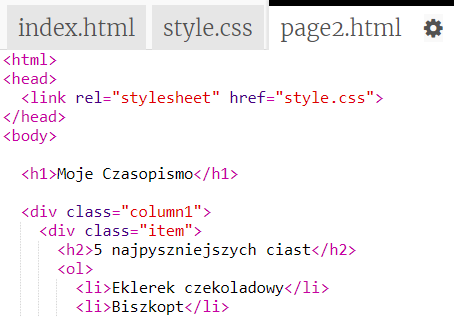 index.html style.css page2.html
<html>
<head>
<link rel="stylesheet" href="style.css">
</head>
<body>
<h1>Moje Czasopismo</h1>
<div class="column1">
<div class="item">
<h2>5 najpyszniejszych ciast</h2>
<ol>
<li>Eklerek czekoladowy</li>
<li>Biszkopt</li>